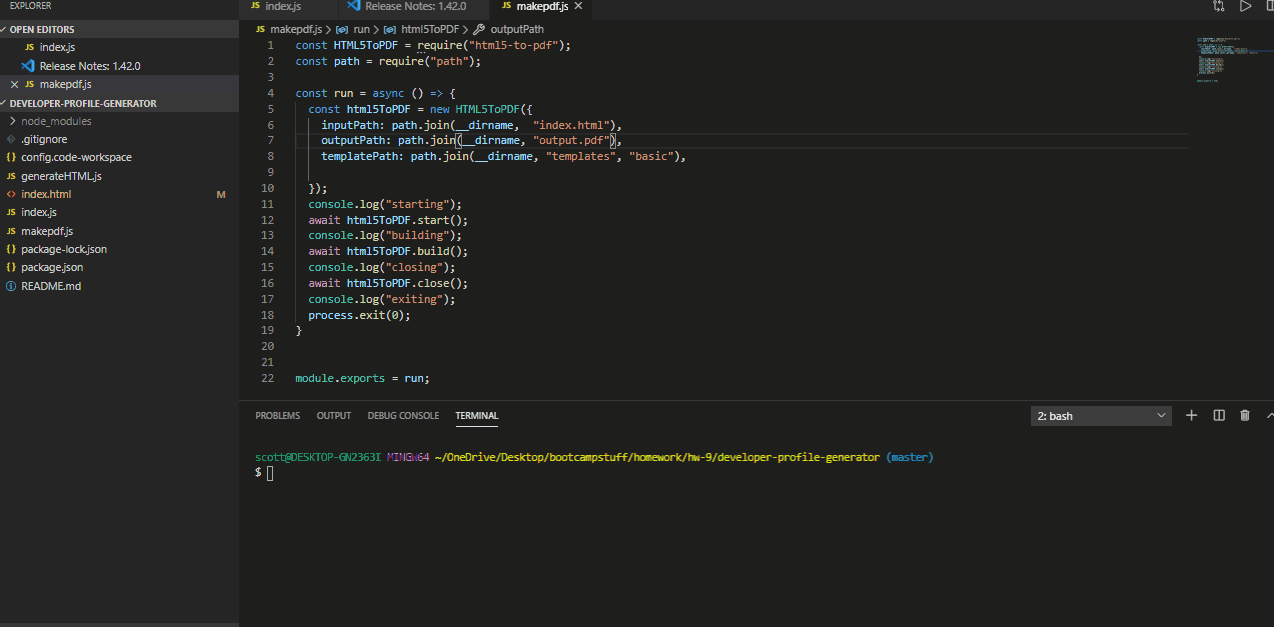 EXPLORER
OPEN EDITORS
JS index.js
Release Notes: 1.42.0
JS makepdf.js
DEVELOPER-PROFILE-GENERATOR
node_modules
.gitignore
{} config.code-workspace
JS generateHTML.js
<> index.html M
JS index.js
JS makepdf.js
{} package-lock.json
{} package.json
README.md
JS index.js
Release Notes: 1.42.0
JS makepdf.js
JS makepdf.js > run > html5ToPDF > outputPath
1 const HTML5ToPDF = require("html5-to-pdf");
2 const path = require("path");
3
4 const run = async () => {
5 const html5ToPDF = new HTML5ToPDF({
6 inputPath: path.join(__dirname, "index.html"),
7 outputPath: path.join(__dirname, "output.pdf"),
8 templatePath: path.join(__dirname, "templates", "basic"),
9
10 });
11 console.log("starting");
12 await html5ToPDF.start();
13 console.log("building");
14 await html5ToPDF.build();
15 console.log("closing");
16 await html5ToPDF.close();
17 console.log("exiting");
18 process.exit(0);
19 }
20
21
22 module.exports = run;
PROBLEMS OUTPUT DEBUG CONSOLE TERMINAL
2: bash
scott@DESKTOP-GN2363I MINGW64 ~/OneDrive/Desktop/bootcampstuff/homework/hw-9/developer-profile-generator (master)
$